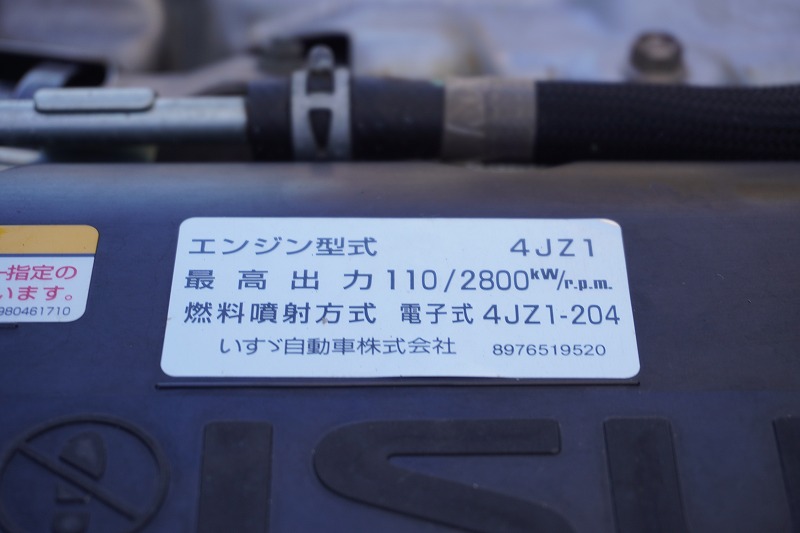 エンジン型式 4JZ1
最高出力 110/2800kW/r.p.m.
燃料噴射方式 電子式 4JZ1-204
いすゞ自動車株式会社 8976519520
指定の
います。
980461710
ISU